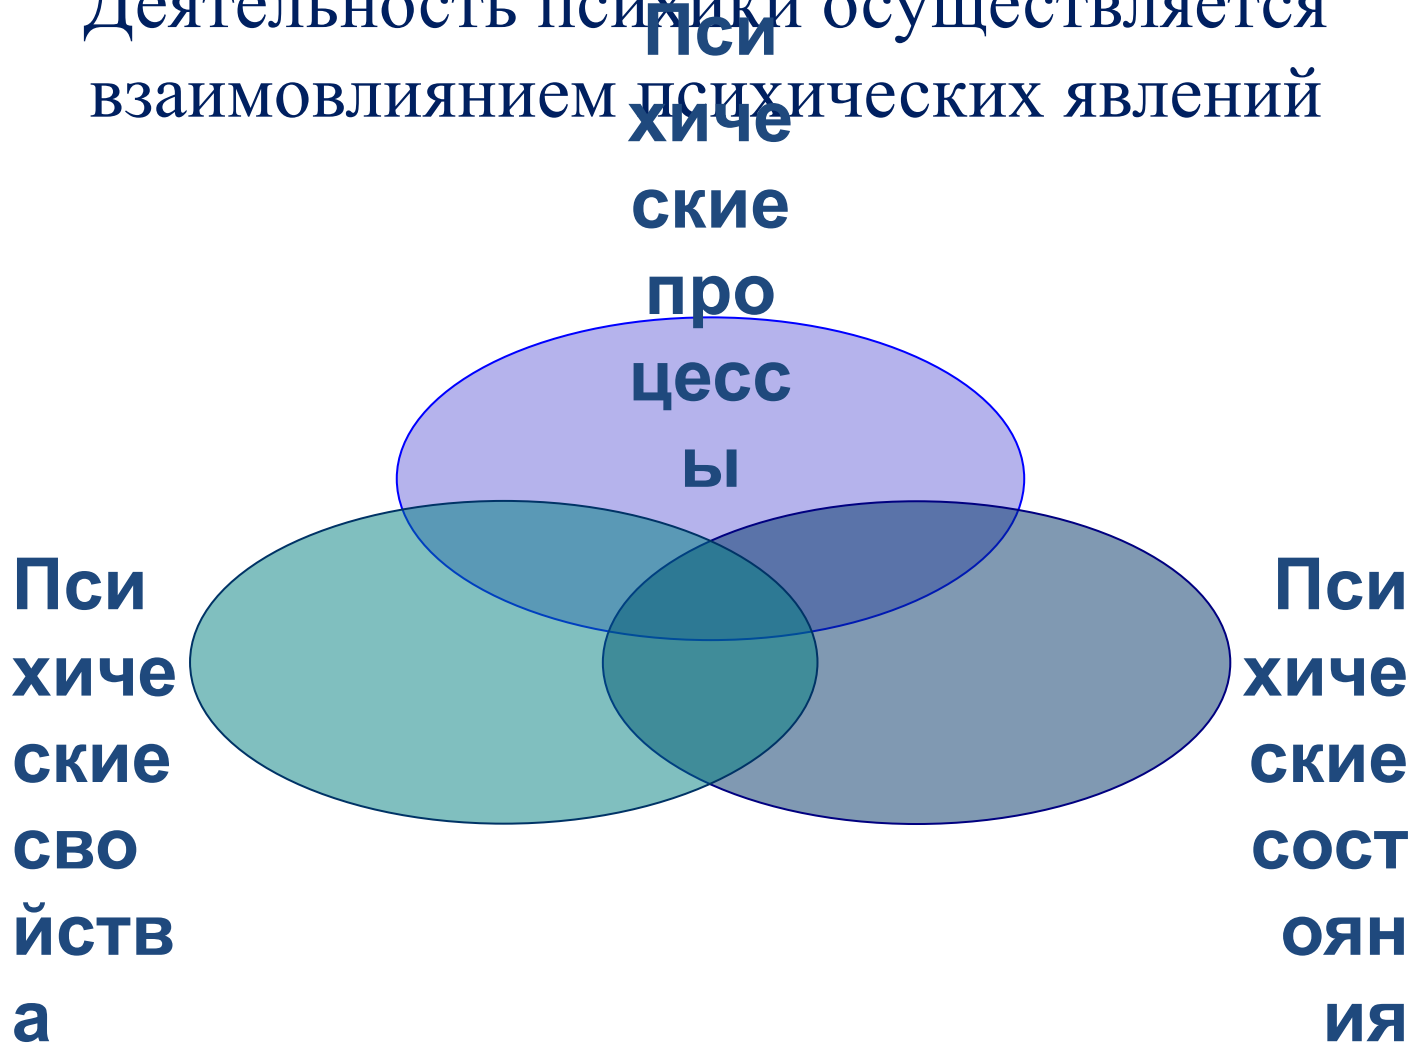 Деятельность психики осуществляется
взаимовлиянием психических явлений
Пси
хиче
ские
про
цесс
ы
Пси
хиче
ские
сво
йств
а
Пси
хиче
ские
сост
оян
ия